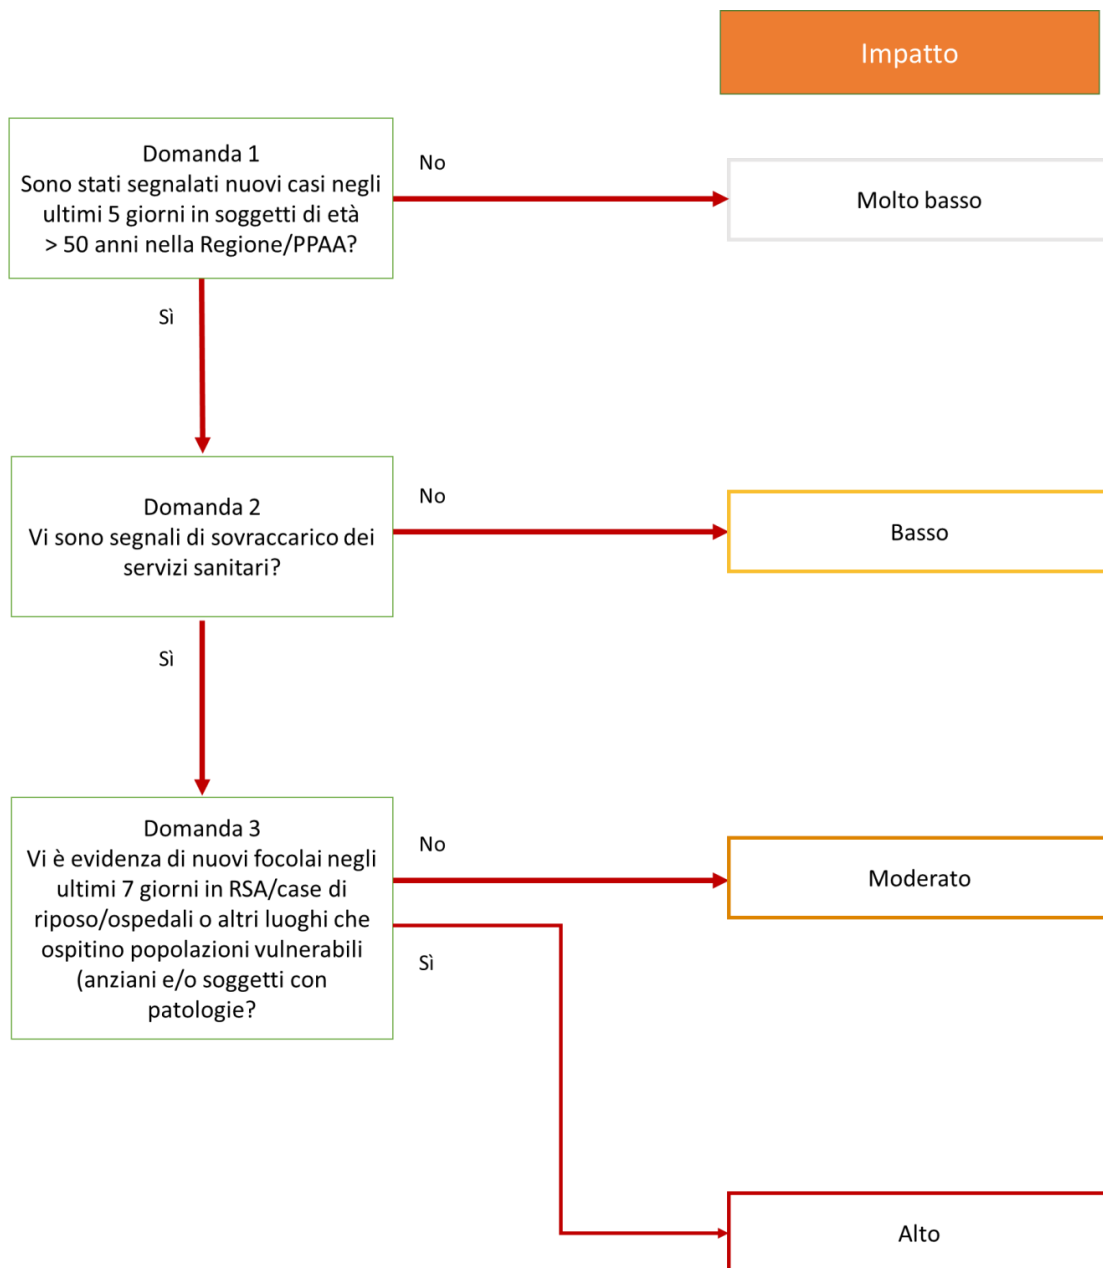 Impatto
Domanda 1
Sono stati segnalati nuovi casi negli
ultimi 5 giorni in soggetti di età
> 50 anni nella Regione/PPAA?
No
Molto basso
Sì
Domanda 2
Vi sono segnali di sovraccarico dei
servizi sanitari?
No
Basso
Sì
Domanda 3
Vi è evidenza di nuovi focolai negli
ultimi 7 giorni in RSA/case di
riposo/ospedali o altri luoghi che
ospitino popolazioni vulnerabili
(anziani e/o soggetti con
patologie?
No
Moderato
Sì
Alto